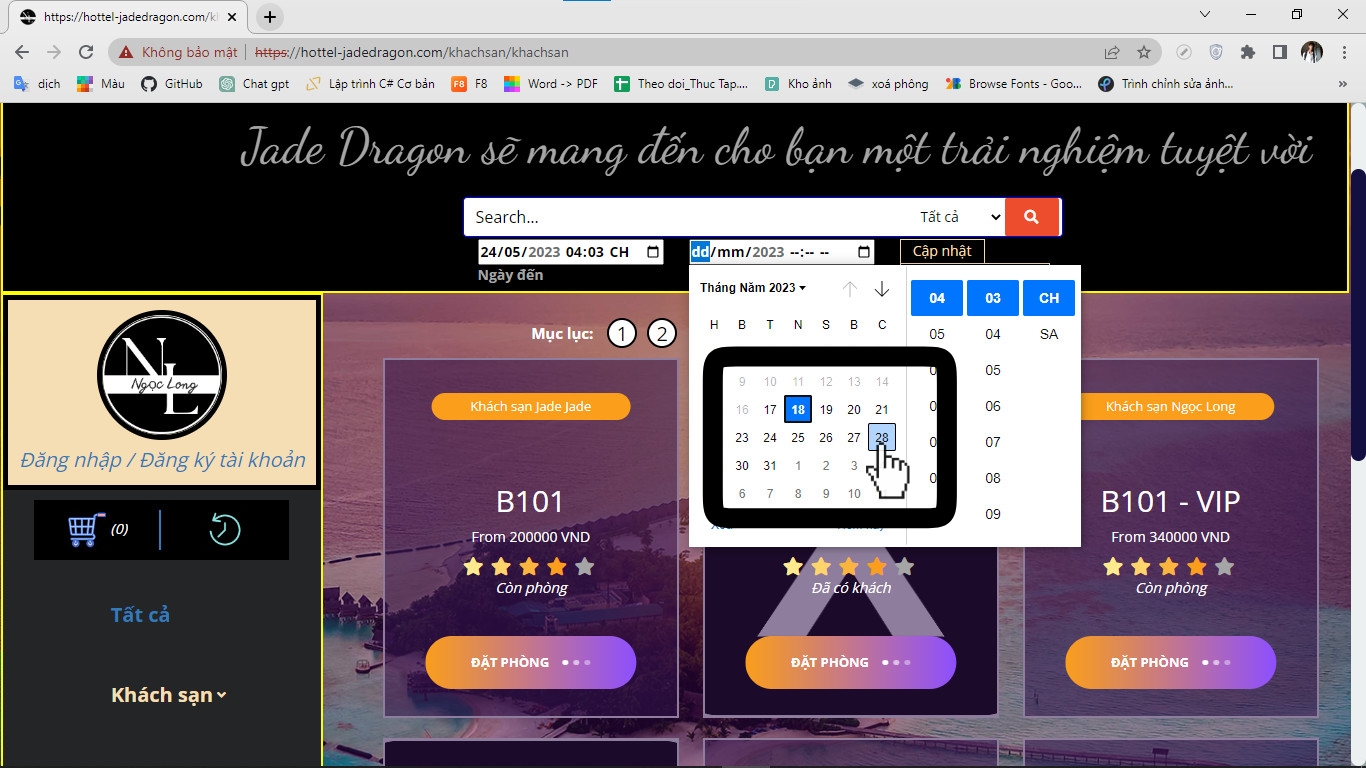 https://hottel-jadedragon.com/kl
Không bảo mật
https://hottel-jadedragon.com/khachsan/khachsan
dịch
Màu
GitHub
Chat gpt
Lập trình C# Cơ bản
F8
F8
Word -> PDF
Theo doi_Thuc Tap....
Kho ảnh
xoá phông
Browse Fonts - Goo...
Trình chỉnh sửa ảnh...
»
Jade Dragon sẽ mang đến cho bạn một trải nghiệm tuyệt vời
Search...
Tất cả
24/05/2023 04:03 CH
dd/mm/2023 --:-- --
Cập nhật
Ngày đến
Tháng Năm 2023
H B T N S B C
9 10 11 12 13 14
16 17 18 19 20 21
23 24 25 26 27 28
30 31 1 2 3
6 7 8 9 10
04 03 CH
05 04 SA
05
06
07
08
09
NL
Ngọc Long
Đăng nhập / Đăng ký tài khoản
(0)
Tất cả
Khách sạn
Mục lục: 1 2
Khách sạn Jade Jade
B101
From 200000 VND
Còn phòng
ĐẶT PHÒNG
Đã có khách
ĐẶT PHÒNG
Khách sạn Ngọc Long
B101 - VIP
From 340000 VND
Còn phòng
ĐẶT PHÒNG